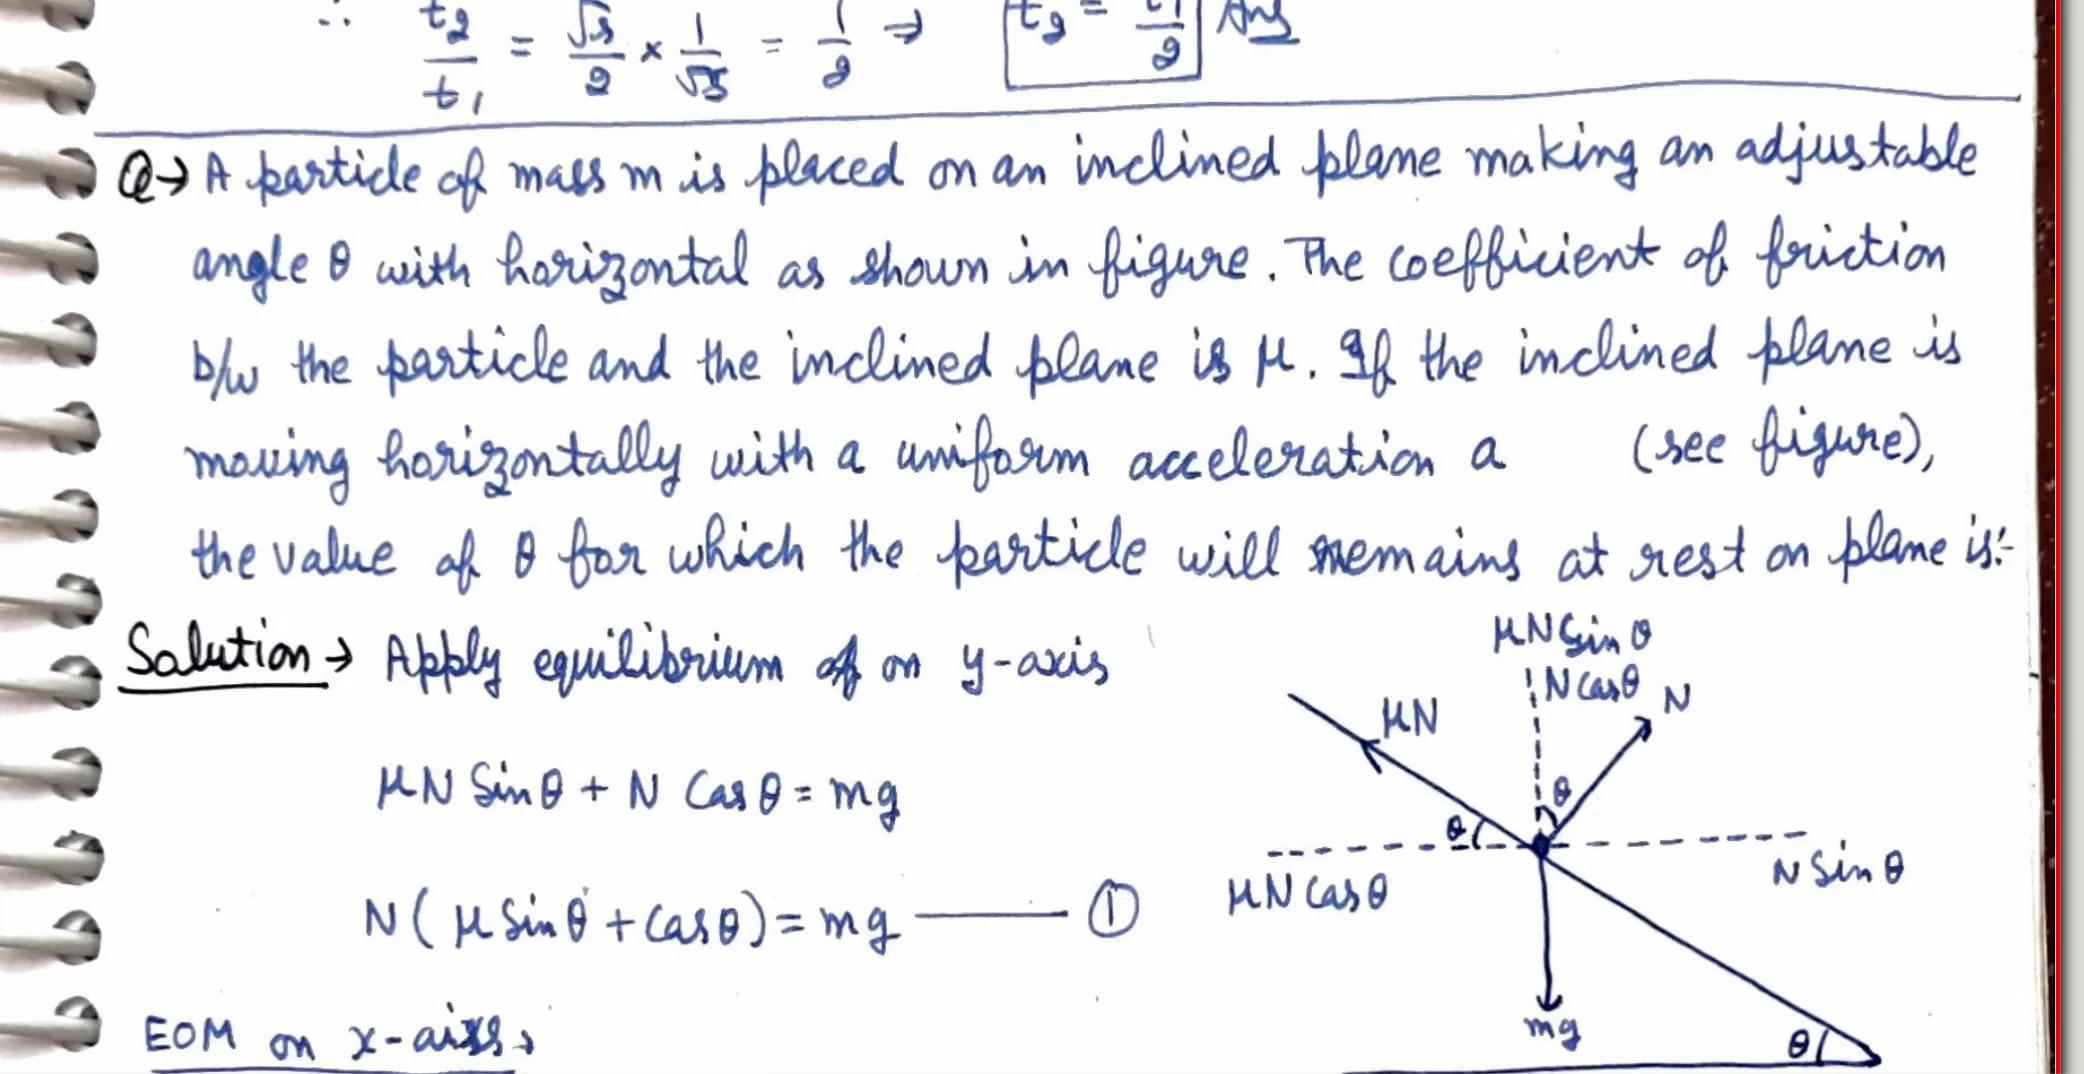 ∴ t₂/t₁ = √3/2 × 1/√3 = 1/2 ⇒ t₂ = t₁/2 Ans
Q→ A particle of mass m is placed on an inclined plane making an adjustable
angle θ with horizontal as shown in figure. The coefficient of friction
b/w the particle and the inclined plane is μ. If the inclined plane is
moving horizontally with a uniform acceleration a (see figure),
the value of θ for which the particle will remains at rest on plane is:-
Solution → Apply equilibrium of on y-axis
μN Sinθ + N Cosθ = mg
N(μ Sinθ + Cosθ) = mg —— ①
EOM on x-aixs,
μN Sin θ
N Cosθ
N
μN
θ
θ
μN Cosθ
N Sin θ
mg
θ